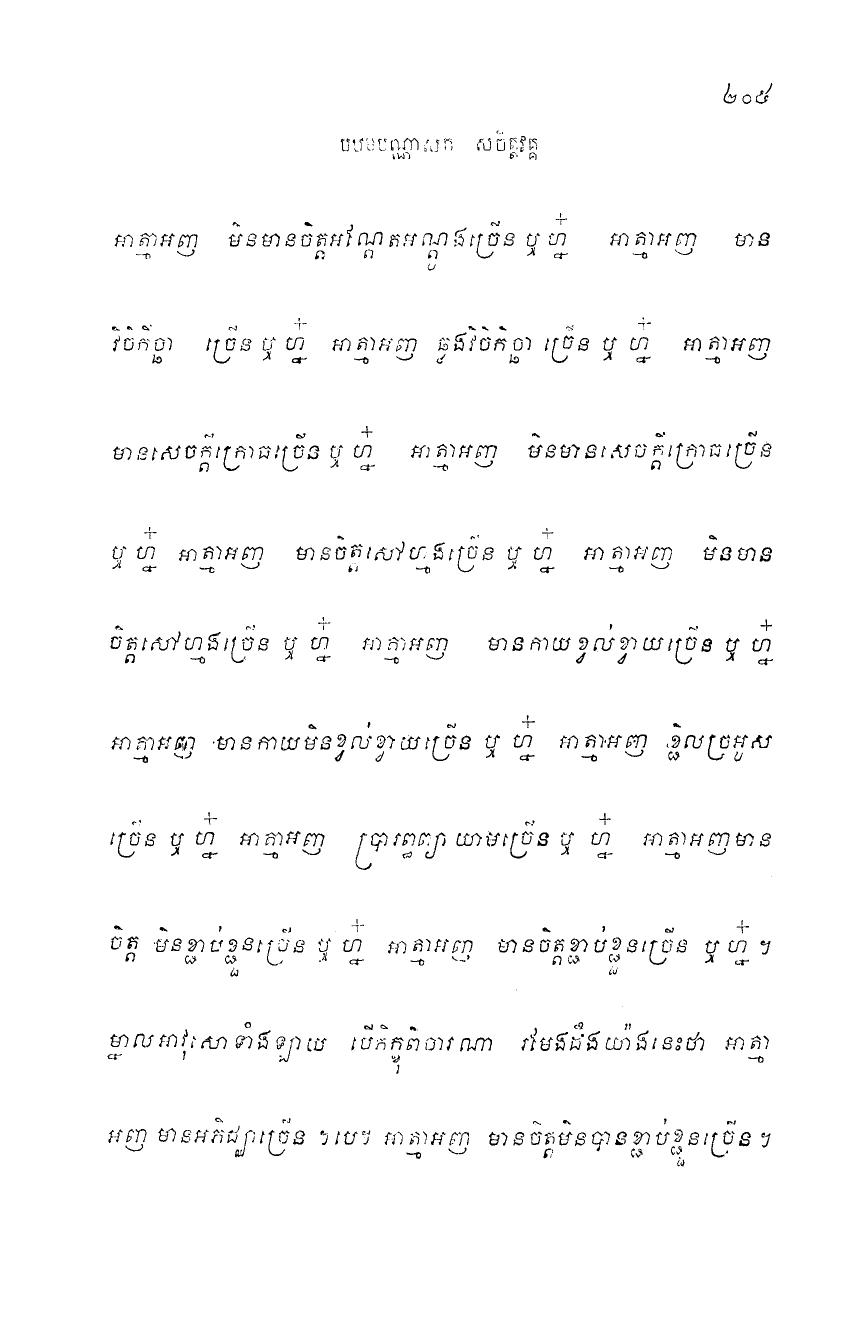 ២០៥
បឋមបណ្ណាសក សចិត្តវគ្គ
អាត្មាអញ មិនមានចិត្តអណ្តែតអណ្តូងច្រើន ឬ ហ្ន៎ អាត្មាអញ មាន
វិចិកិច្ឆា ច្រើន ឬ ហ្ន៎ អាត្មាអញ ឆ្លងវិចិកិច្ឆា ច្រើន ឬ ហ្ន៎ អាត្មាអញ
មានសេចក្តីក្រោធច្រើន ឬ ហ្ន៎ អាត្មាអញ មិនមានសេចក្តីក្រោធច្រើន
ឬ ហ្ន៎ អាត្មាអញ មានចិត្តសៅហ្មងច្រើន ឬ ហ្ន៎ អាត្មាអញ មិនមាន
ចិត្តសៅហ្មងច្រើន ឬ ហ្ន៎ អាត្មាអញ មានកាយខ្វល់ខ្វាយច្រើន ឬ ហ្ន៎
អាត្មាអញ មានកាយមិនខ្វល់ខ្វាយច្រើន ឬ ហ្ន៎ អាត្មាអញ ខ្ជិលច្រអូស
ច្រើន ឬ ហ្ន៎ អាត្មាអញ ប្រារព្ធព្យាយាមច្រើន ឬ ហ្ន៎ អាត្មាអញមាន
ចិត្ត មិនខ្ជាប់ខ្ជួនច្រើន ឬ ហ្ន៎ អាត្មាអញ មានចិត្តខ្ជាប់ខ្ជួនច្រើន ឬ ហ្ន៎ ។
ម្នាលអាវុសោទាំងឡាយ បើភិក្ខុពិចារណា រមែងដឹងយ៉ាងនេះថា អាត្មា
អញ មានអភិជ្ឈាច្រើន ។បេ។ អាត្មាអញ មានចិត្តមិនបានខ្ជាប់ខ្ជួនច្រើន ។